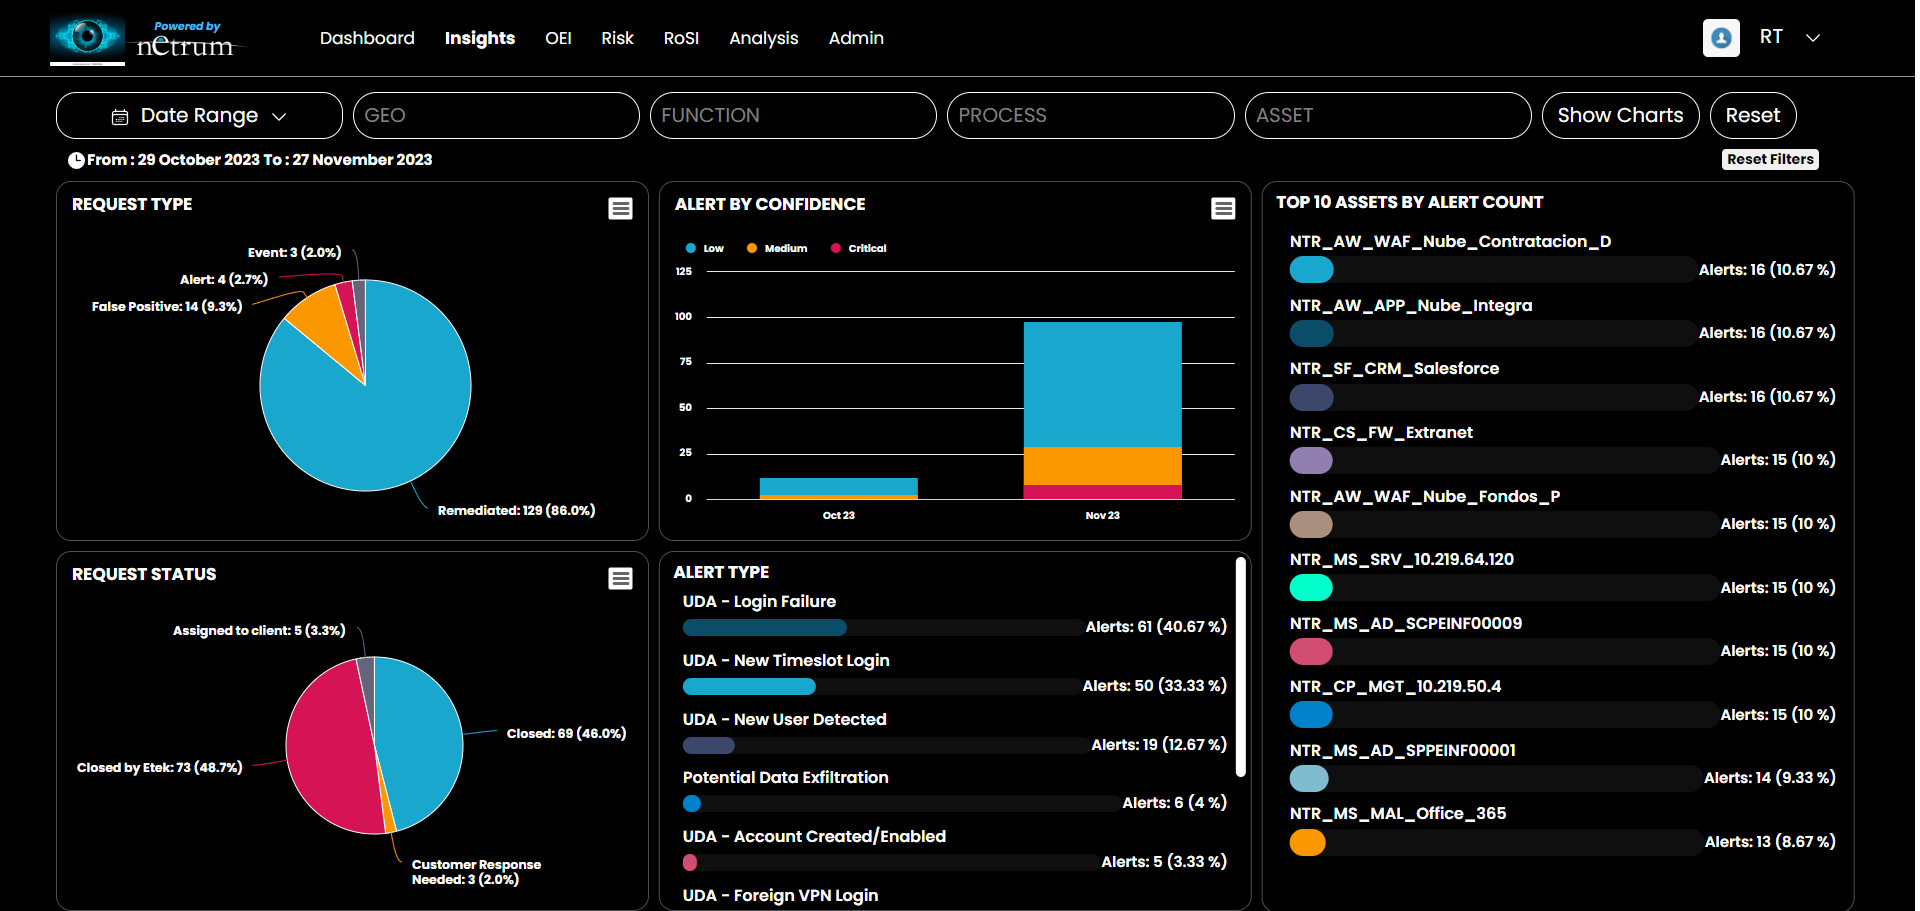 Powered by
netrum
Dashboard
Insights
OEI
Risk
RoSI
Analysis
Admin
RT
Date Range
GEO
FUNCTION
PROCESS
ASSET
Show Charts
Reset
From : 29 October 2023 To : 27 November 2023
Reset Filters
REQUEST TYPE
Event: 3 (2.0%)
Alert: 4 (2.7%)
False Positive: 14 (9.3%)
Remediated: 129 (86.0%)
ALERT BY CONFIDENCE
Low
Medium
Critical
125
100
75
50
25
0
Oct 23
Nov 23
TOP 10 ASSETS BY ALERT COUNT
NTR_AW_WAF_Nube_Contratacion_D
Alerts: 16 (10.67 %)
NTR_AW_APP_Nube_Integra
Alerts: 16 (10.67 %)
NTR_SF_CRM_Salesforce
Alerts: 16 (10.67 %)
NTR_CS_FW_Extranet
Alerts: 15 (10 %)
NTR_AW_WAF_Nube_Fondos_P
Alerts: 15 (10 %)
NTR_MS_SRV_10.219.64.120
Alerts: 15 (10 %)
NTR_MS_AD_SCPEINF00009
Alerts: 15 (10 %)
NTR_CP_MGT_10.219.50.4
Alerts: 15 (10 %)
NTR_MS_AD_SPPEINF00001
Alerts: 14 (9.33 %)
NTR_MS_MAL_Office_365
Alerts: 13 (8.67 %)
REQUEST STATUS
Assigned to client: 5 (3.3%)
Closed: 69 (46.0%)
Closed by Etek: 73 (48.7%)
Customer Response
Needed: 3 (2.0%)
ALERT TYPE
UDA - Login Failure
Alerts: 61 (40.67 %)
UDA - New Timeslot Login
Alerts: 50 (33.33 %)
UDA - New User Detected
Alerts: 19 (12.67 %)
Potential Data Exfiltration
Alerts: 6 (4 %)
UDA - Account Created/Enabled
Alerts: 5 (3.33 %)
UDA - Foreign VPN Login